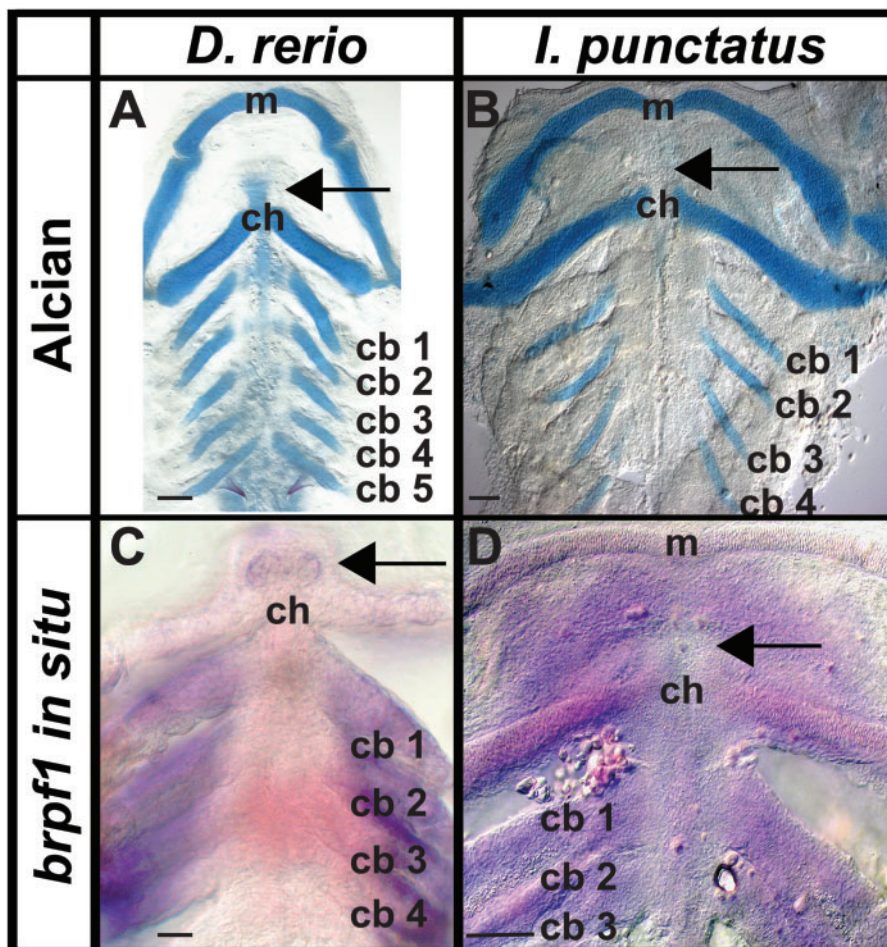 D. rerio
I. punctatus
Alcian
A
m
ch
cb 1
cb 2
cb 3
cb 4
cb 5
B
m
ch
cb 1
cb 2
cb 3
cb 4
brpf1 in situ
C
ch
cb 1
cb 2
cb 3
cb 4
D
m
ch
cb 1
cb 2
cb 3